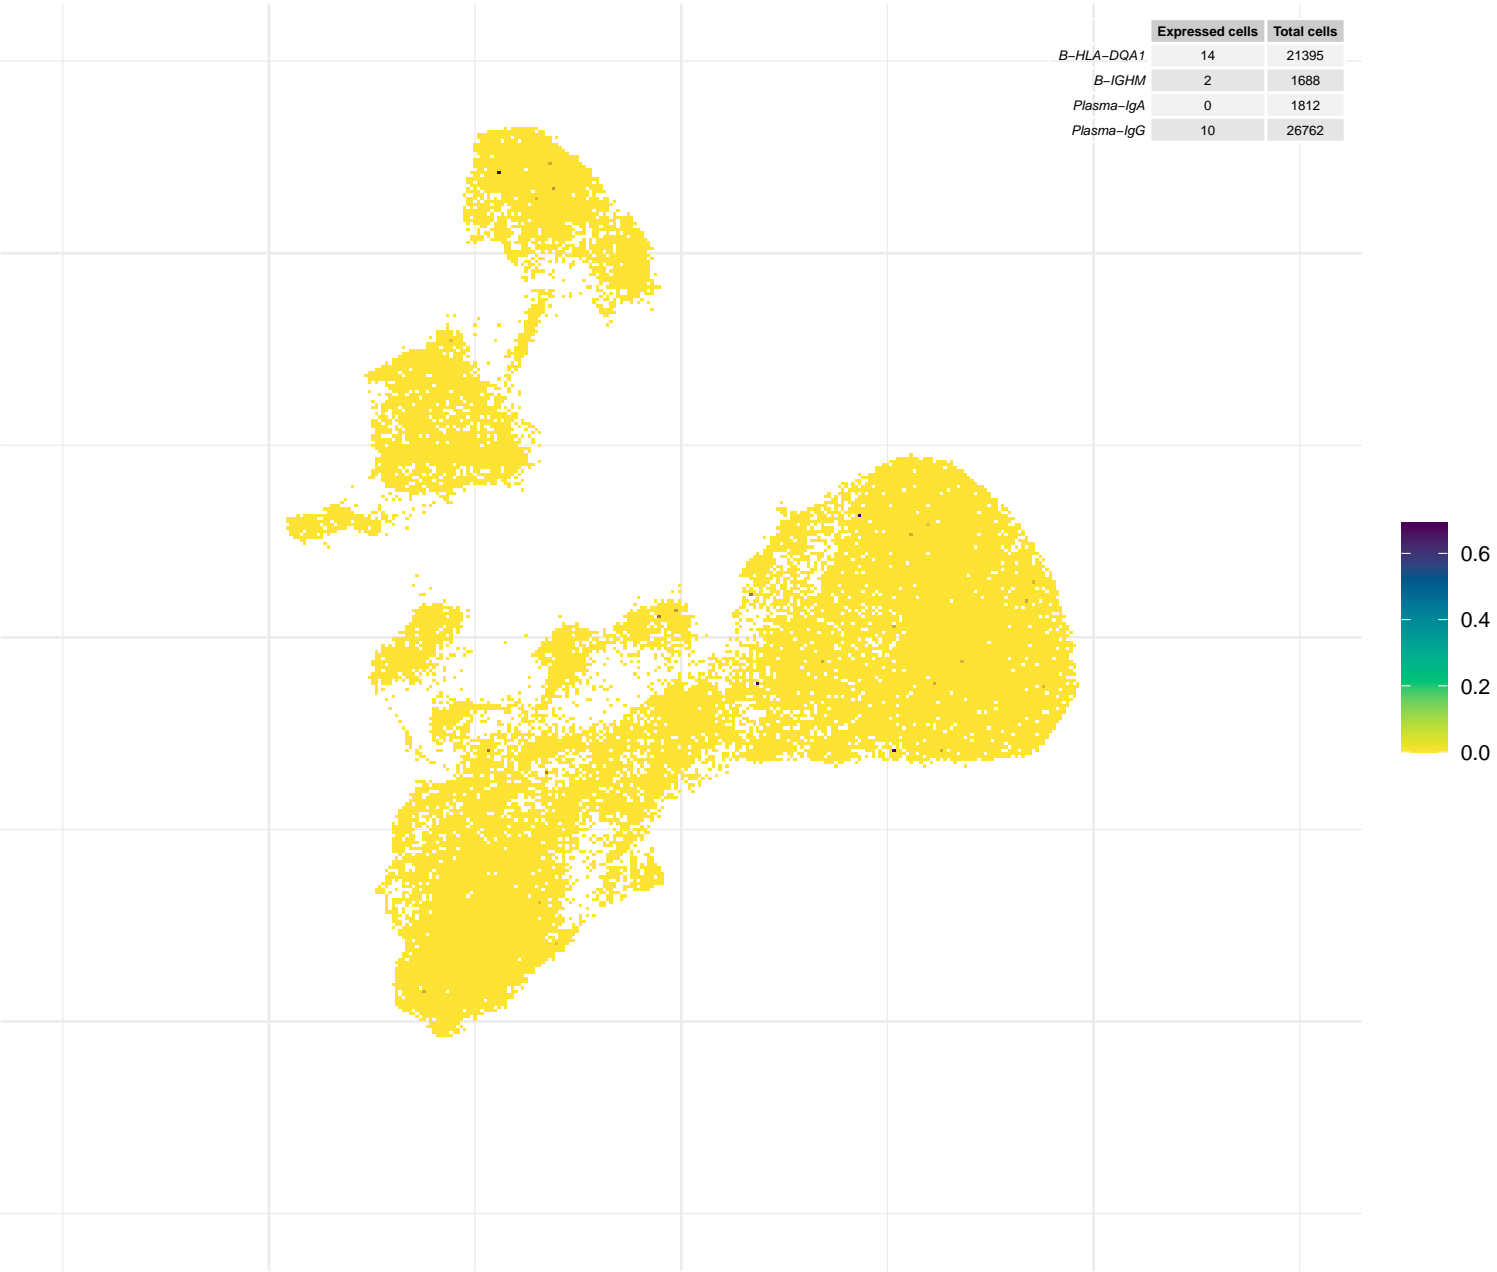 Expressed cells Total cells
B−HLA−DQA1 14 21395
B−IGHM 2 1688
Plasma−IgA 0 1812
Plasma−IgG 10 26762
0.6
0.4
0.2
0.0